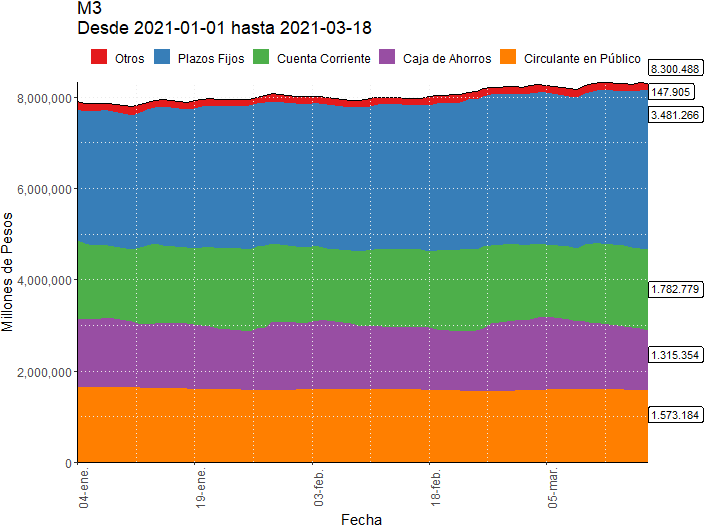 M3
Desde 2021-01-01 hasta 2021-03-18
Otros Plazos Fijos Cuenta Corriente Caja de Ahorros Circulante en Público
8.300.488
147.905
3.481.266
1.782.779
1.315.354
1.573.184
8,000,000
6,000,000
4,000,000
2,000,000
0
Millones de Pesos
04-ene.
19-ene.
03-feb.
18-feb.
05-mar.
Fecha